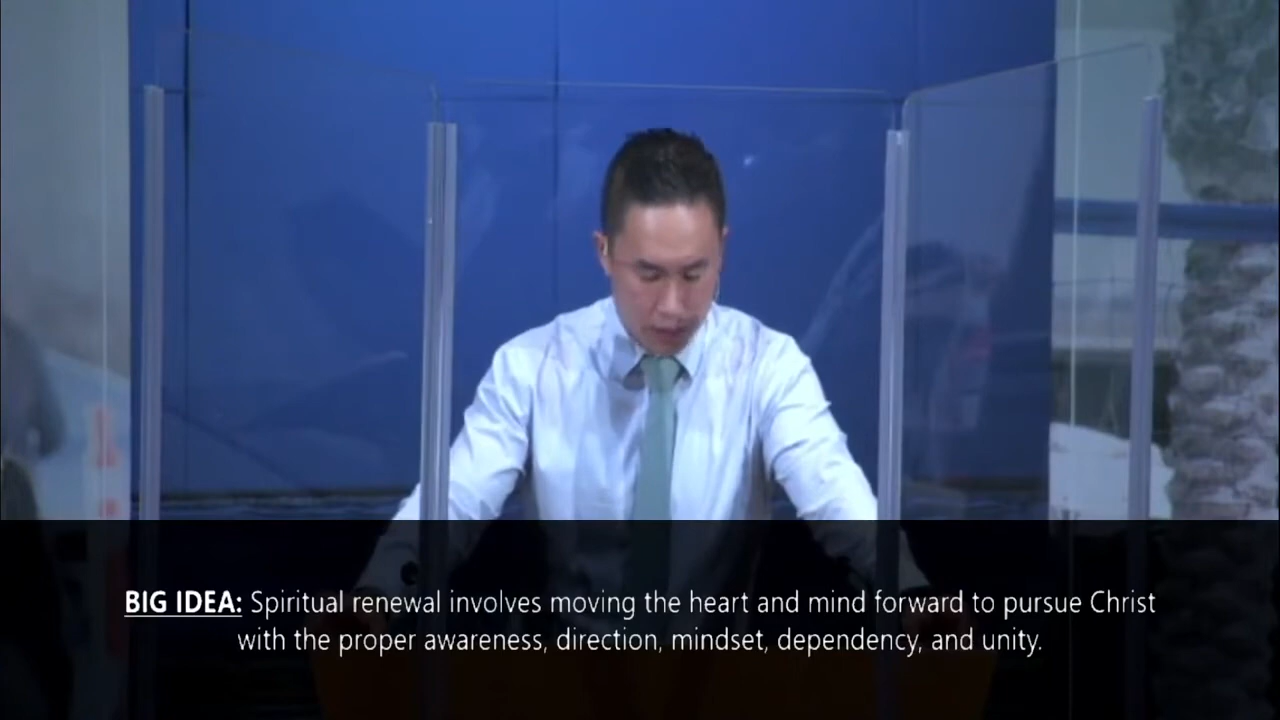 BIG IDEA: Spiritual renewal involves moving the heart and mind forward to pursue Christ
with the proper awareness, direction, mindset, dependency, and unity.